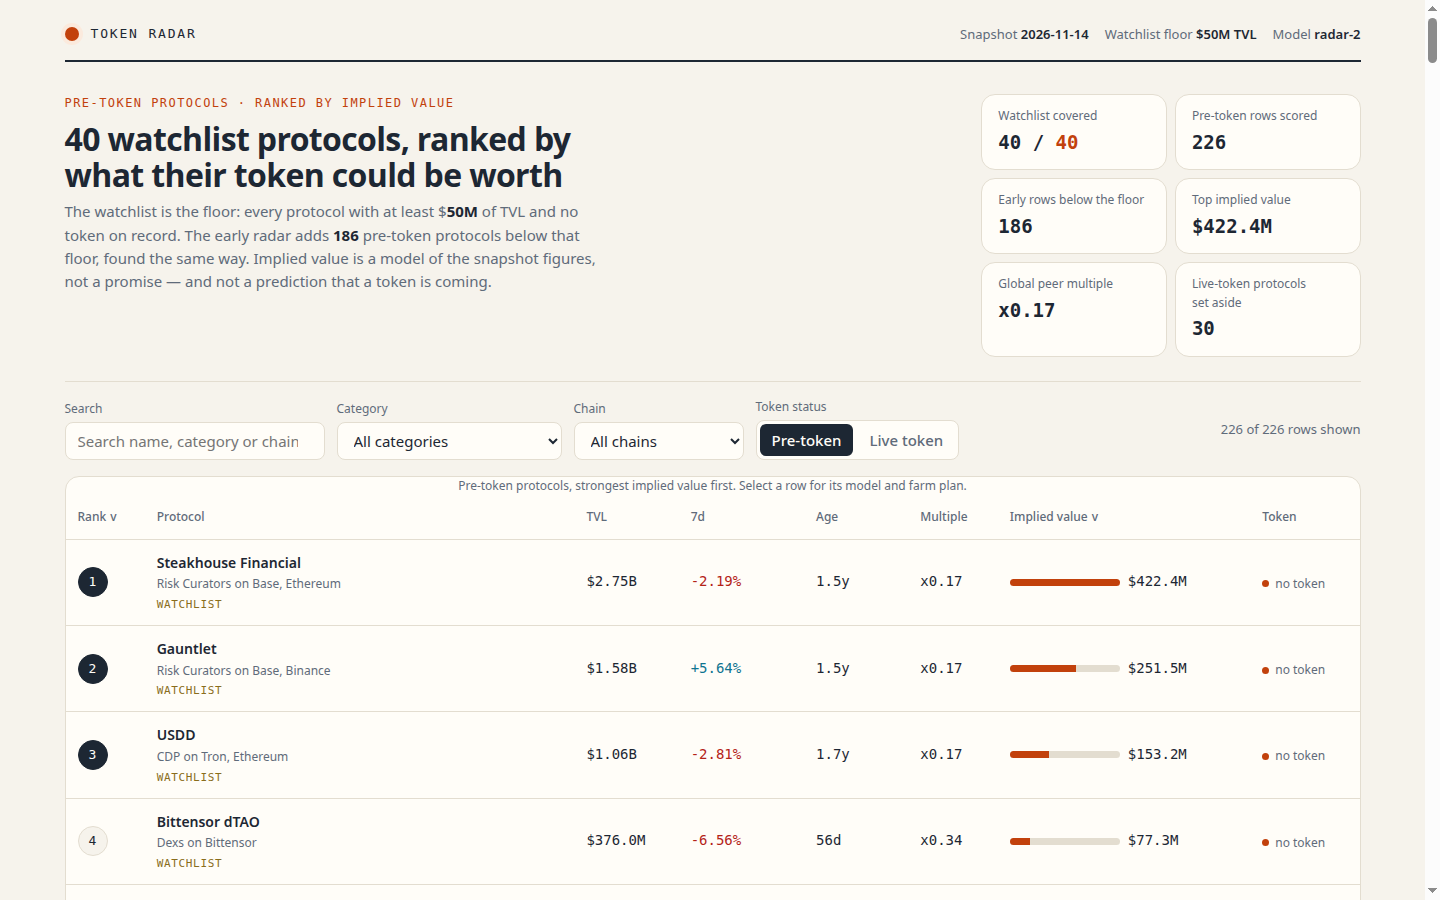 TOKEN RADAR
Snapshot 2026-11-14 Watchlist floor $50M TVL Model radar-2
PRE-TOKEN PROTOCOLS · RANKED BY IMPLIED VALUE
40 watchlist protocols, ranked by
what their token could be worth
The watchlist is the floor: every protocol with at least $50M of TVL and no
token on record. The early radar adds 186 pre-token protocols below that
floor, found the same way. Implied value is a model of the snapshot figures,
not a promise — and not a prediction that a token is coming.
Watchlist covered
40 / 40
Pre-token rows scored
226
Early rows below the floor
186
Top implied value
$422.4M
Global peer multiple
x0.17
Live-token protocols
set aside
30
Search
Search name, category or chain
Category
All categories
Chain
All chains
Token status
Pre-token Live token
226 of 226 rows shown
Pre-token protocols, strongest implied value first. Select a row for its model and farm plan.
Rank v Protocol TVL 7d Age Multiple Implied value v Token
1 Steakhouse Financial $2.75B -2.19% 1.5y x0.17 $422.4M no token
Risk Curators on Base, Ethereum
WATCHLIST
2 Gauntlet $1.58B +5.64% 1.5y x0.17 $251.5M no token
Risk Curators on Base, Binance
WATCHLIST
3 USDD $1.06B -2.81% 1.7y x0.17 $153.2M no token
CDP on Tron, Ethereum
WATCHLIST
4 Bittensor dTAO $376.0M -6.56% 56d x0.34 $77.3M no token
Dexs on Bittensor
WATCHLIST